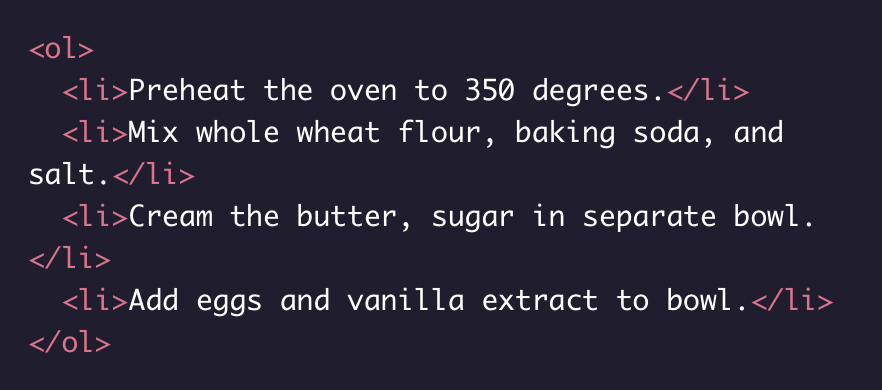 <ol>
  <li>Preheat the oven to 350 degrees.</li>
  <li>Mix whole wheat flour, baking soda, and
salt.</li>
  <li>Cream the butter, sugar in separate bowl.
</li>
  <li>Add eggs and vanilla extract to bowl.</li>
</ol>